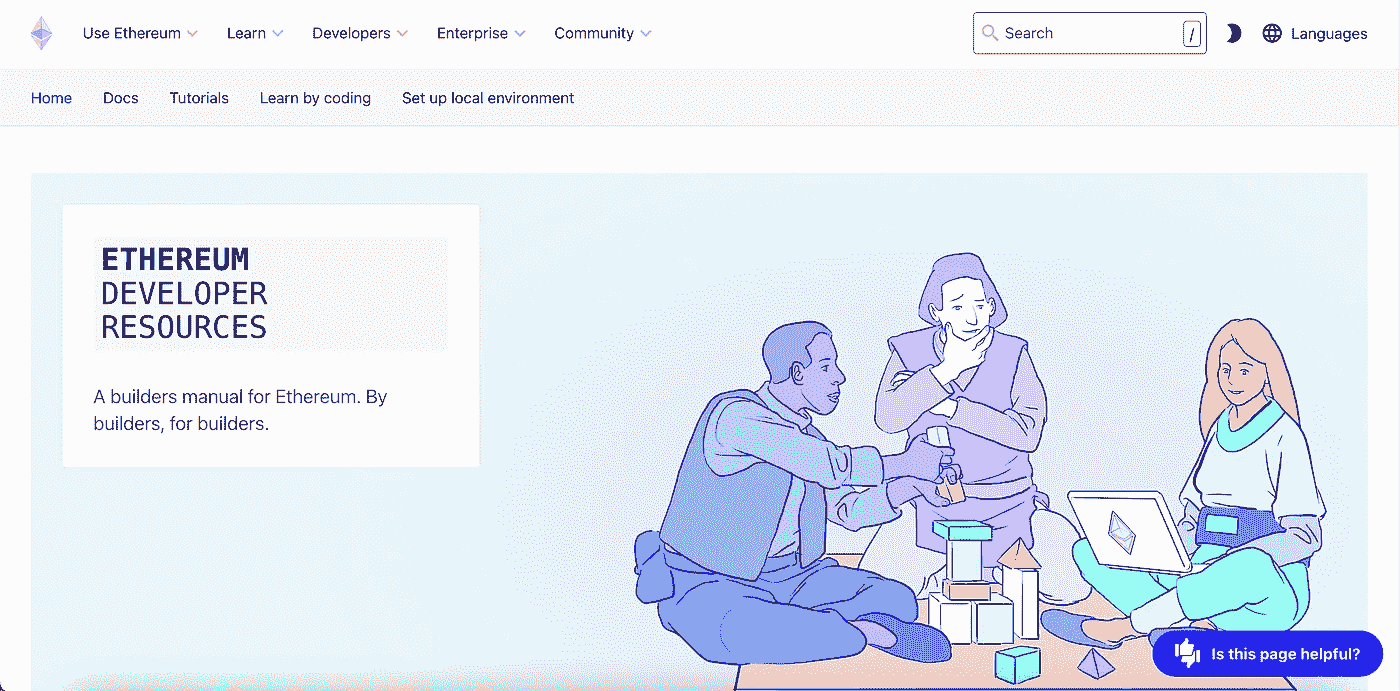 Use Ethereum Learn Developers Enterprise Community Search / Languages
Home Docs Tutorials Learn by coding Set up local environment
ETHEREUM
DEVELOPER
RESOURCES
A builders manual for Ethereum. By
builders, for builders.
Is this page helpful?